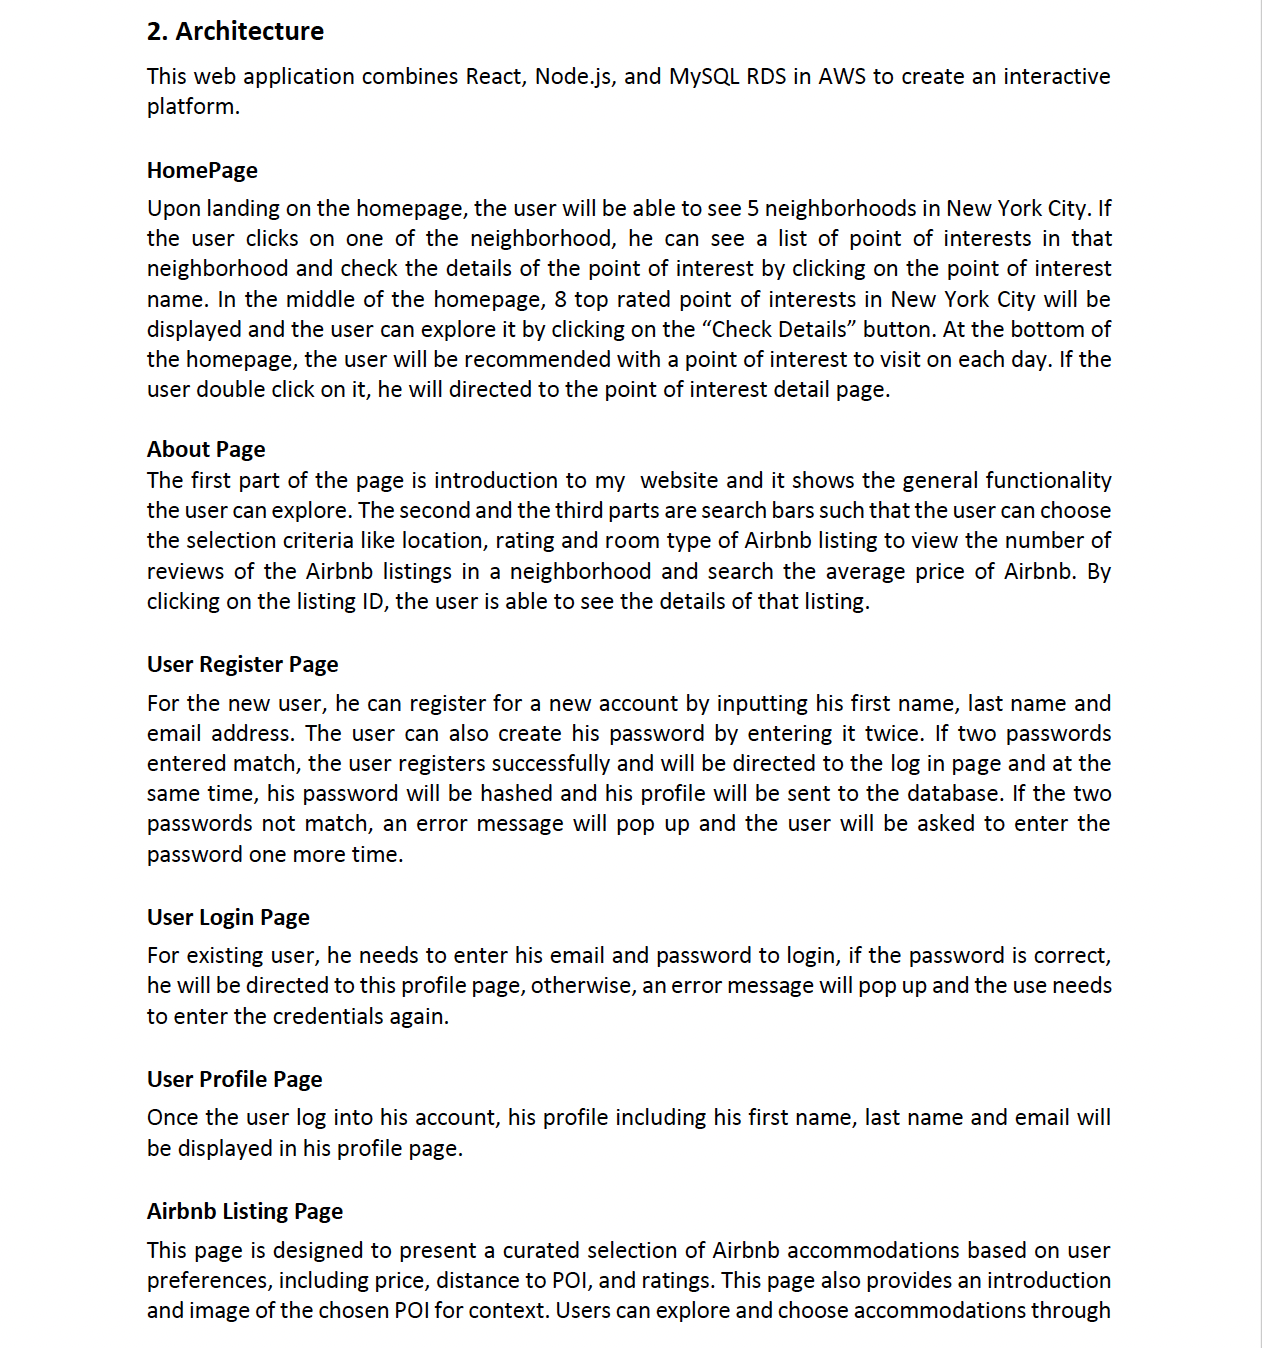 2. Architecture
This web application combines React, Node.js, and MySQL RDS in AWS to create an interactive
platform.
HomePage
Upon landing on the homepage, the user will be able to see 5 neighborhoods in New York City. If
the user clicks on one of the neighborhood, he can see a list of point of interests in that
neighborhood and check the details of the point of interest by clicking on the point of interest
name. In the middle of the homepage, 8 top rated point of interests in New York City will be
displayed and the user can explore it by clicking on the “Check Details” button. At the bottom of
the homepage, the user will be recommended with a point of interest to visit on each day. If the
user double click on it, he will directed to the point of interest detail page.
About Page
The first part of the page is introduction to my  website and it shows the general functionality
the user can explore. The second and the third parts are search bars such that the user can choose
the selection criteria like location, rating and room type of Airbnb listing to view the number of
reviews of the Airbnb listings in a neighborhood and search the average price of Airbnb. By
clicking on the listing ID, the user is able to see the details of that listing.
User Register Page
For the new user, he can register for a new account by inputting his first name, last name and
email address. The user can also create his password by entering it twice. If two passwords
entered match, the user registers successfully and will be directed to the log in page and at the
same time, his password will be hashed and his profile will be sent to the database. If the two
passwords not match, an error message will pop up and the user will be asked to enter the
password one more time.
User Login Page
For existing user, he needs to enter his email and password to login, if the password is correct,
he will be directed to this profile page, otherwise, an error message will pop up and the use needs
to enter the credentials again.
User Profile Page
Once the user log into his account, his profile including his first name, last name and email will
be displayed in his profile page.
Airbnb Listing Page
This page is designed to present a curated selection of Airbnb accommodations based on user
preferences, including price, distance to POI, and ratings. This page also provides an introduction
and image of the chosen POI for context. Users can explore and choose accommodations through